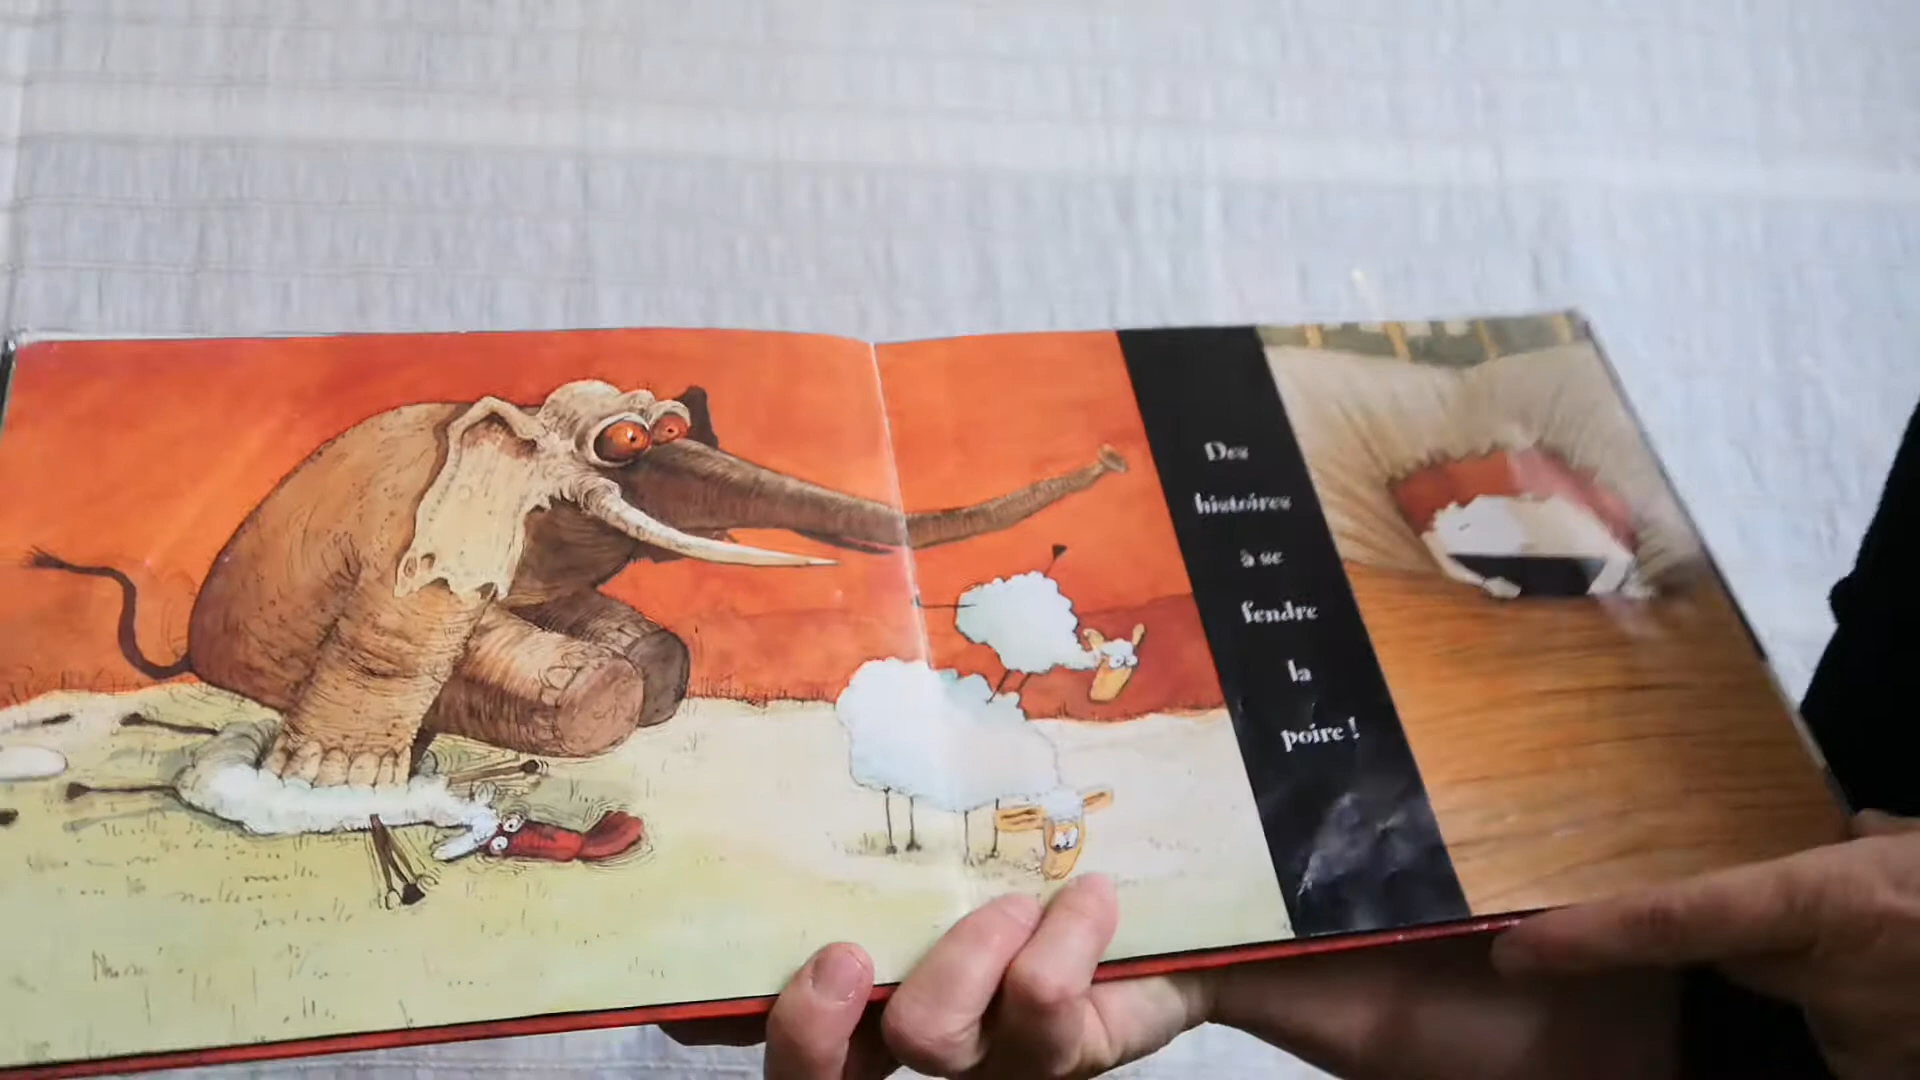 Des
histoires
à se
fendre
la
poire !